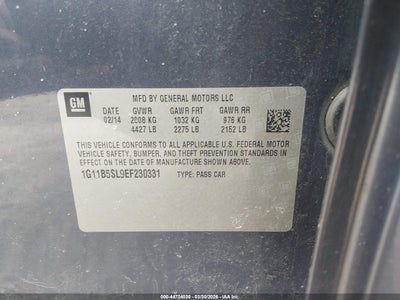 GM
MFD BY GENERAL MOTORS LLC
DATE GVWR GAWR FRT GAWR RR
02/14 2008 KG 1032 KG 976 KG
4427 LB 2275 LB 2152 LB
THIS VEHICLE CONFORMS TO ALL APPLICABLE U.S. FEDERAL MOTOR
VEHICLE SAFETY, BUMPER, AND THEFT PREVENTION STANDARDS IN
EFFECT ON THE DATE OF MANUFACTURE SHOWN ABOVE.
1G11B5SL9EF230331 TYPE: PASS CAR
000-44724030 - 03/30/2026 - IAA Inc.